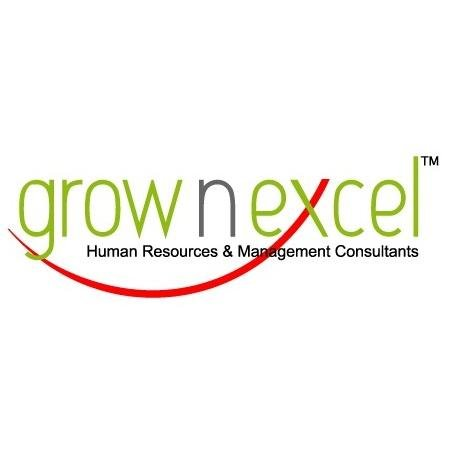 grow n excel™
Human Resources & Management Consultants